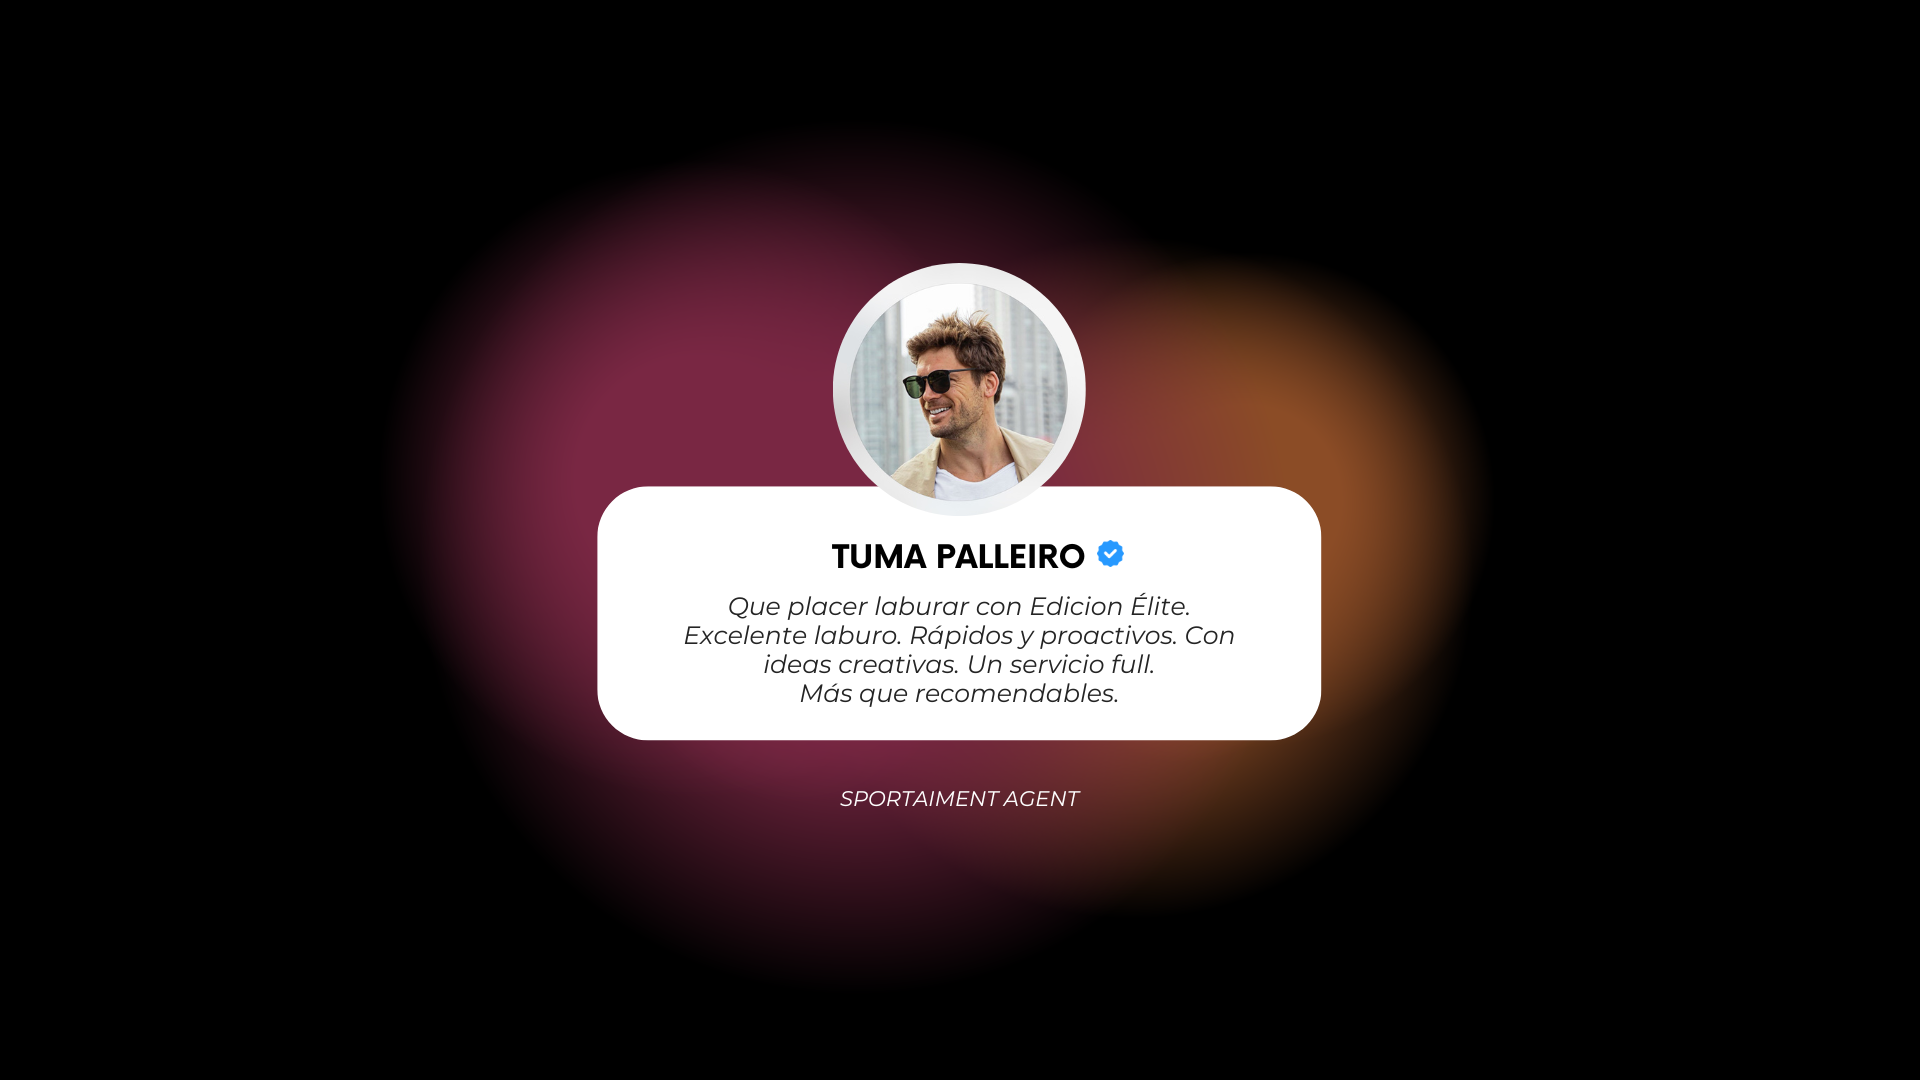 TUMA PALLEIRO
Que placer laburar con Edicion Élite.
Excelente laburo. Rápidos y proactivos. Con
ideas creativas. Un servicio full.
Más que recomendables.
SPORTAIMENT AGENT